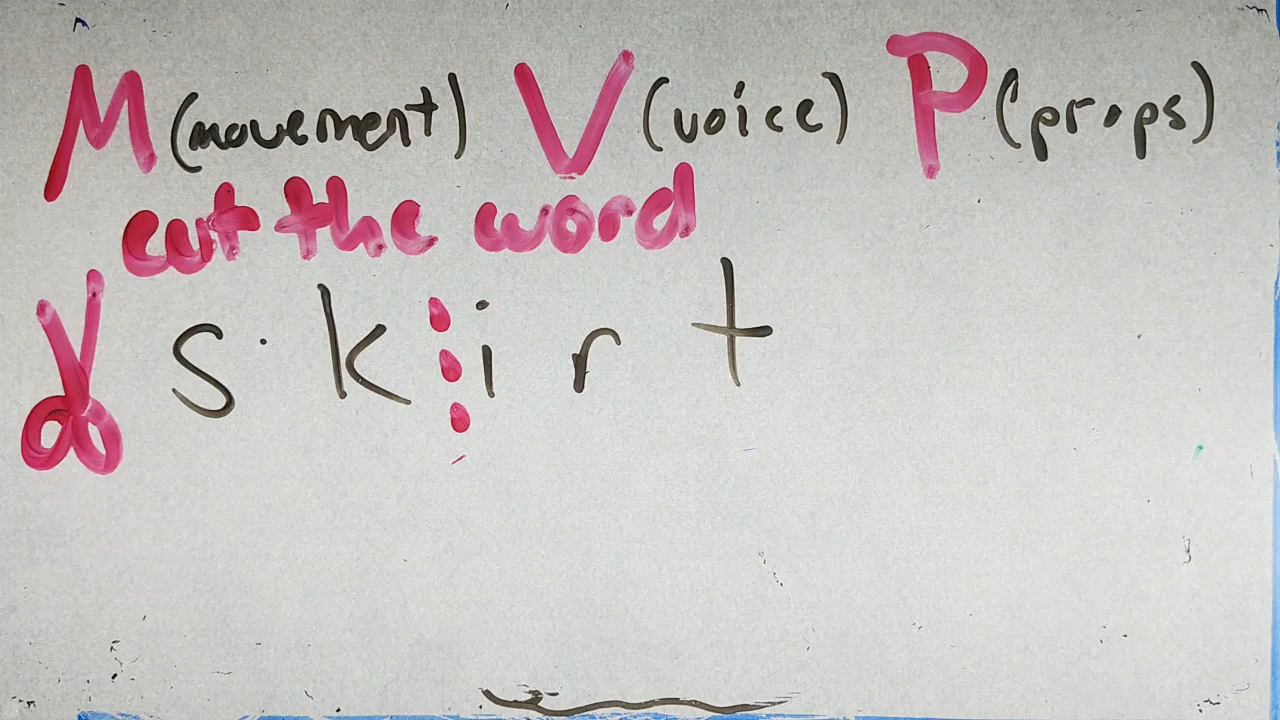 M (movement) V (voice) P (props)
cut the word
s k i r t